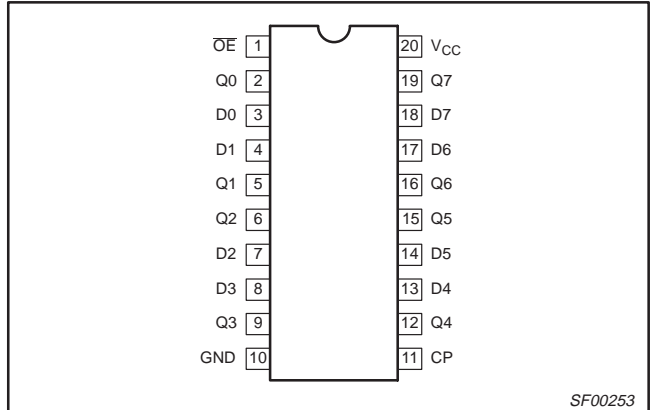 OE 1 20 VCC
Q0 2 19 Q7
D0 3 18 D7
D1 4 17 D6
Q1 5 16 Q6
Q2 6 15 Q5
D2 7 14 D5
D3 8 13 D4
Q3 9 12 Q4
GND 10 11 CP
SF00253